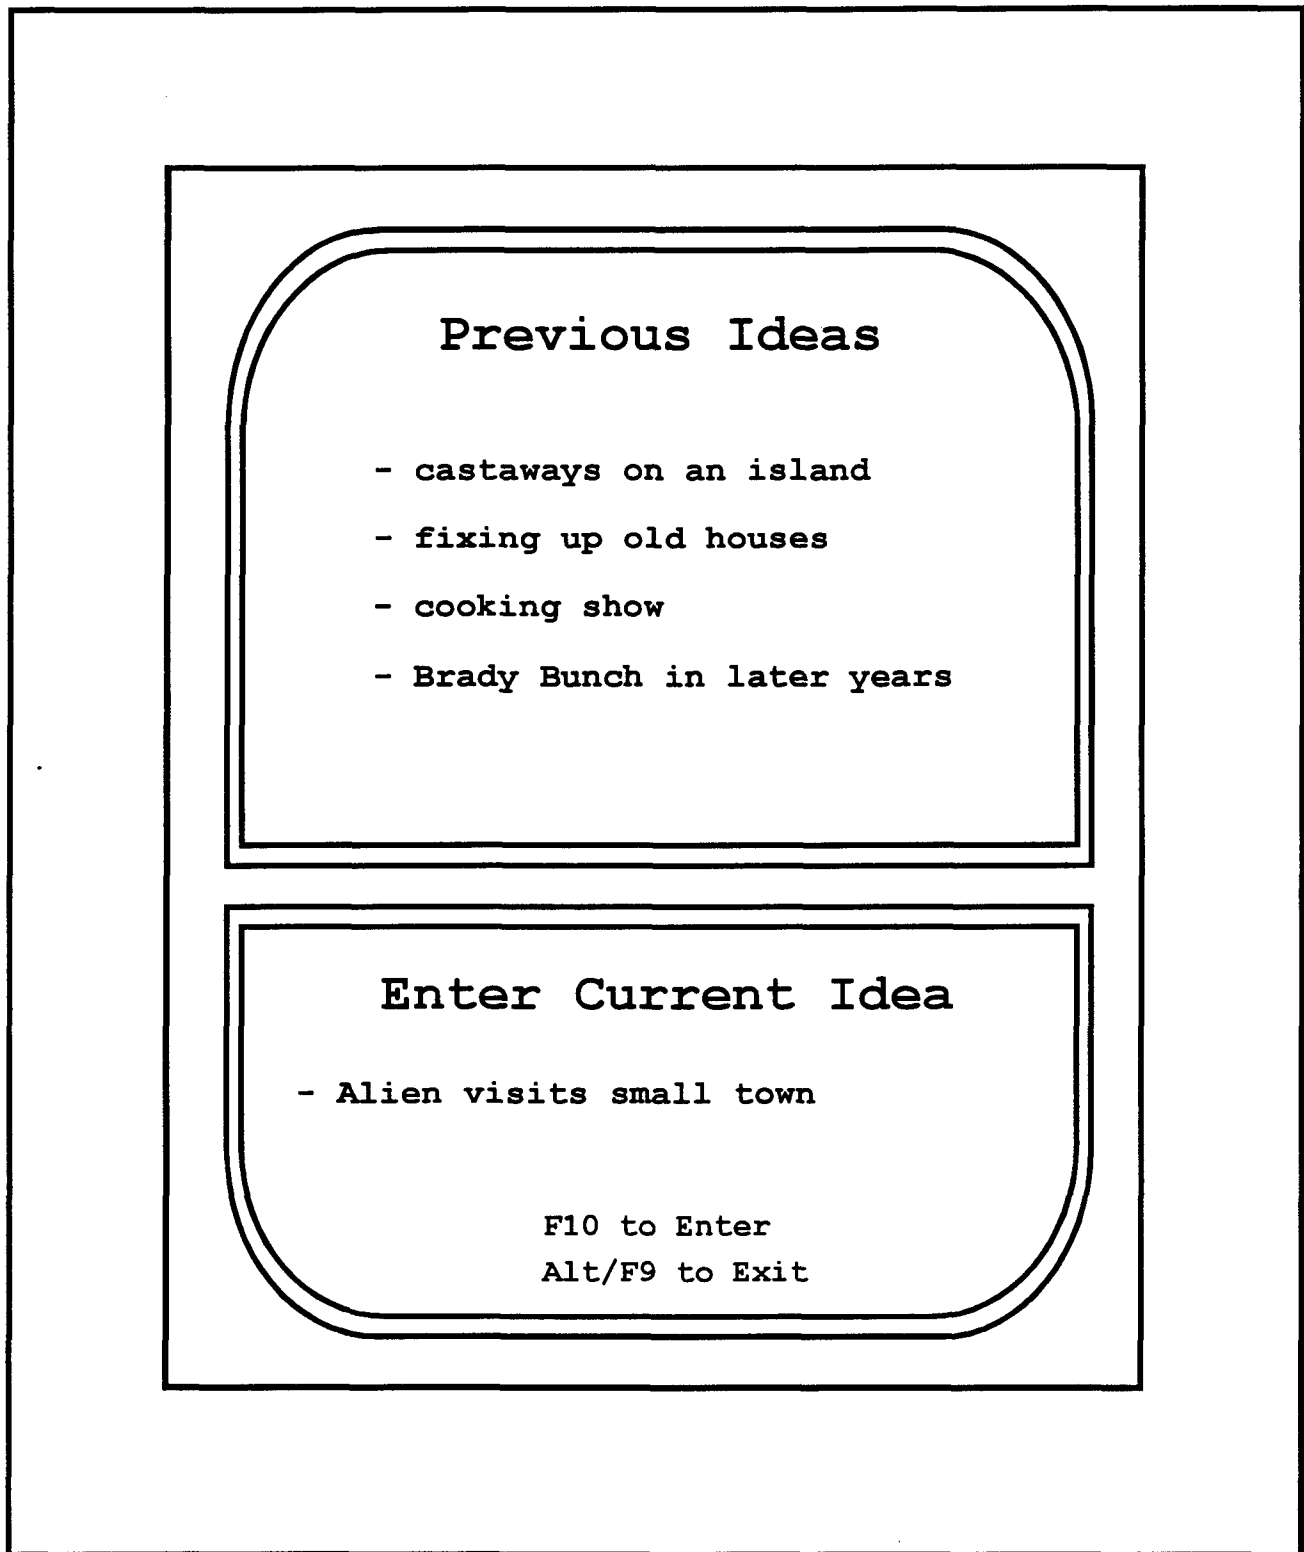 Previous Ideas
- castaways on an island
- fixing up old houses
- cooking show
- Brady Bunch in later years
Enter Current Idea
- Alien visits small town
F10 to Enter
Alt/F9 to Exit